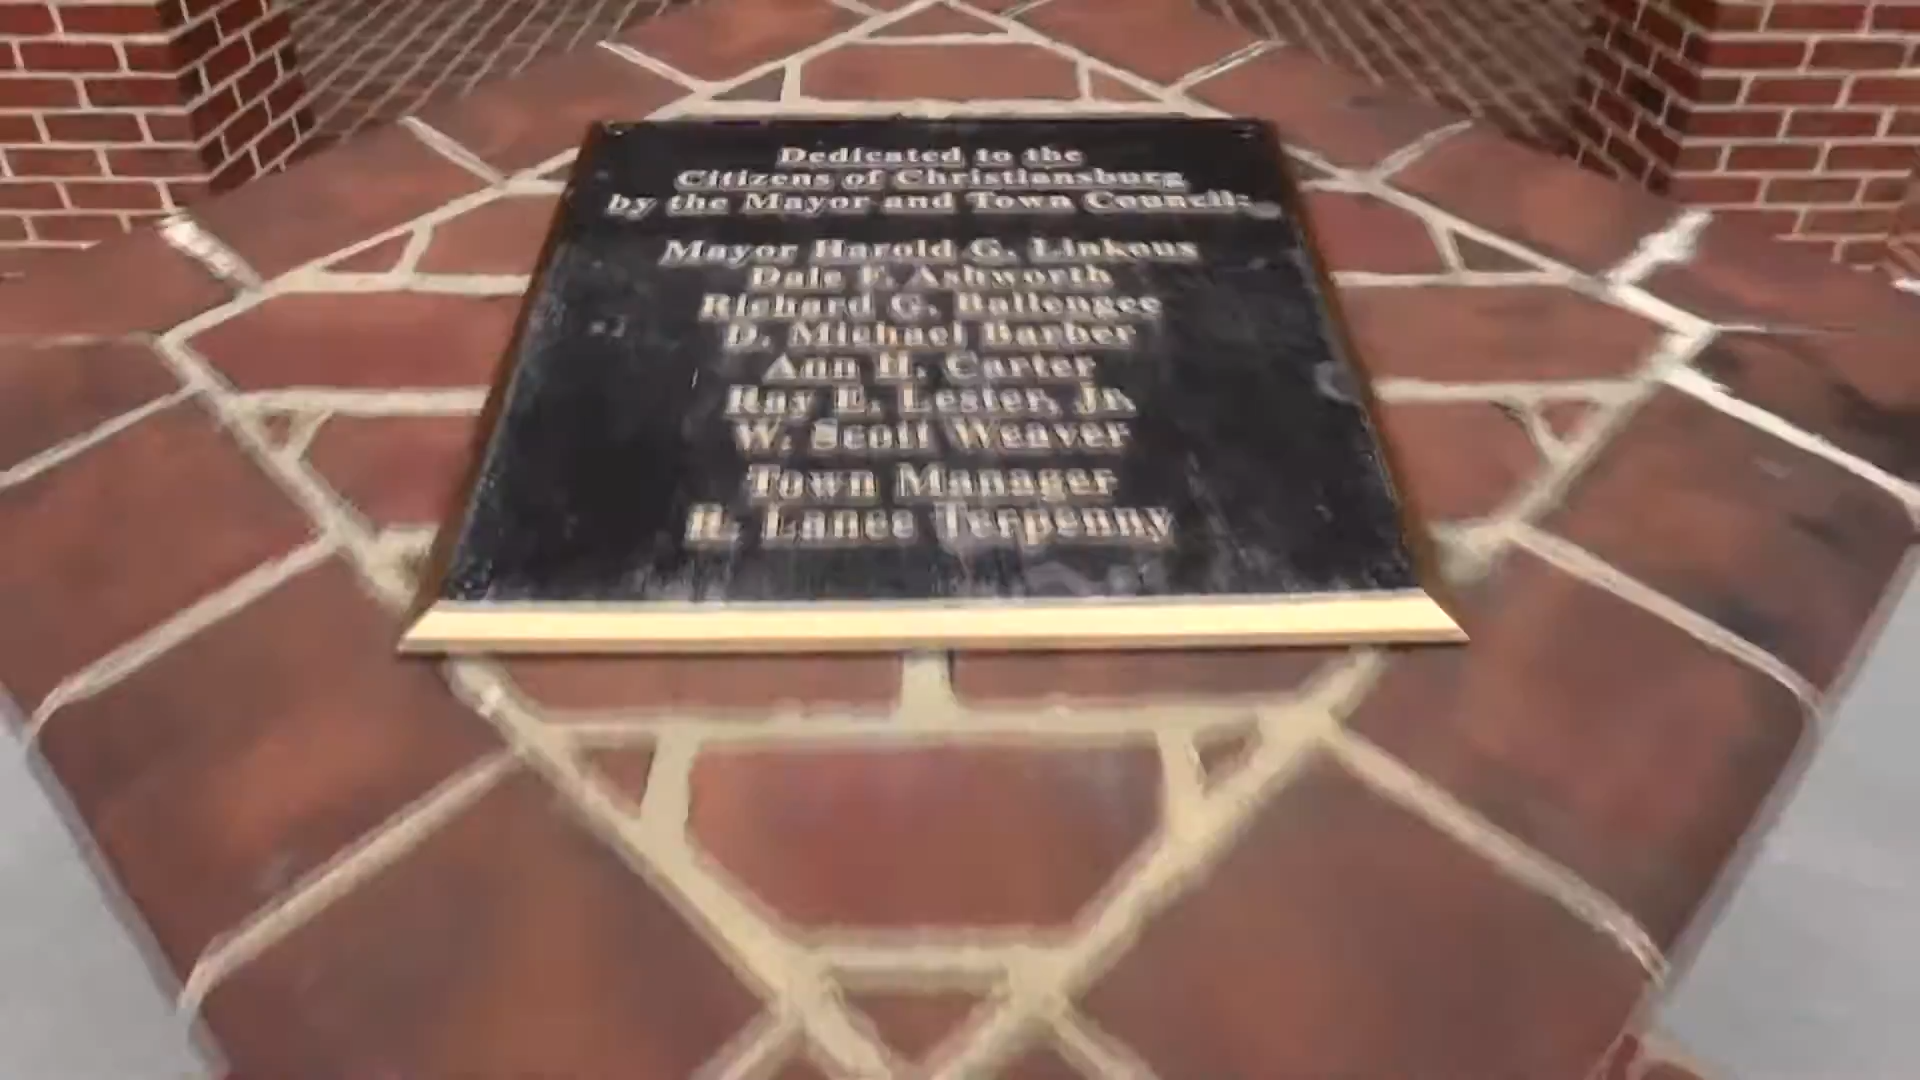 Dedicated to the
Citizens of Christiansburg
by the Mayor and Town Council:
Mayor Harold G. Linkous
Dale F. Ashworth
Richard G. Ballengee
D. Michael Barber
Ann H. Carter
Ray E. Lester, Jr.
W. Scott Weaver
Town Manager
R. Lance Terpenny